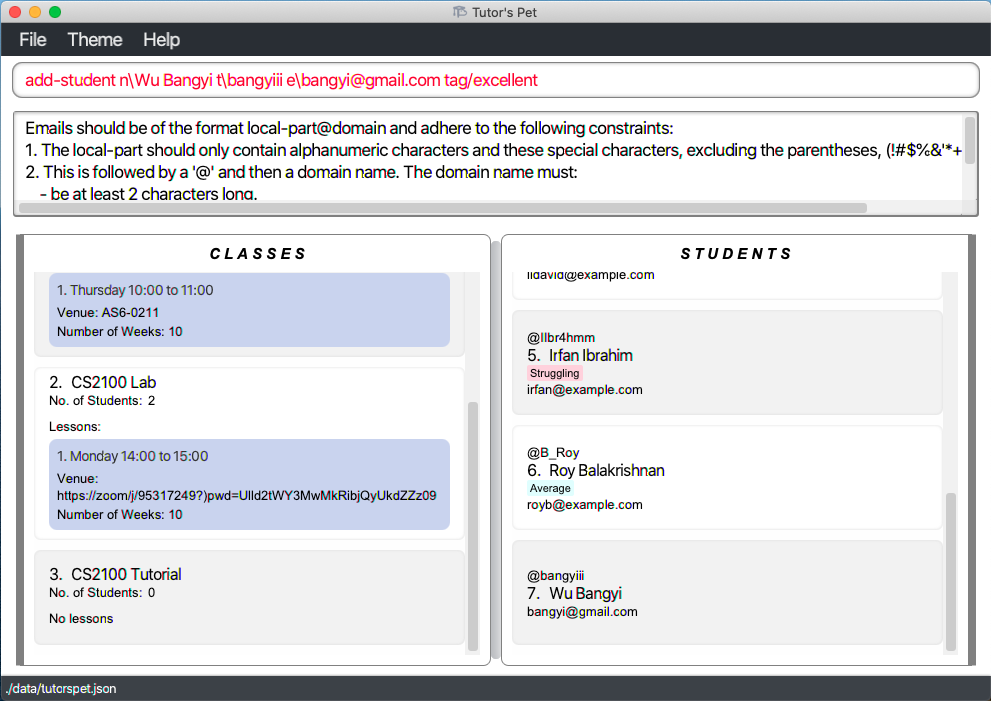 Tutor's Pet
File Theme Help
add-student n\Wu Bangyi t\bangyiii e\bangyi@gmail.com tag/excellent
Emails should be of the format local-part@domain and adhere to the following constraints:
1. The local-part should only contain alphanumeric characters and these special characters, excluding the parentheses, (!#$%&'*+
2. This is followed by a '@' and then a domain name. The domain name must:
- be at least 2 characters long.
CLASSES
1. Thursday 10:00 to 11:00
Venue: AS6-0211
Number of Weeks: 10
2. CS2100 Lab
No. of Students: 2
Lessons:
1. Monday 14:00 to 15:00
Venue:
https://zoom/j/95317249?)pwd=Ulld2tWY3MwMkRibjQyUkdZZz09
Number of Weeks: 10
3. CS2100 Tutorial
No. of Students: 0
No lessons
STUDENTS
lidavid@example.com
@IIbr4hmm
5. Irfan Ibrahim
Struggling
irfan@example.com
@B_Roy
6. Roy Balakrishnan
Average
royb@example.com
@bangyiii
7. Wu Bangyi
bangyi@gmail.com
./data/tutorspet.json